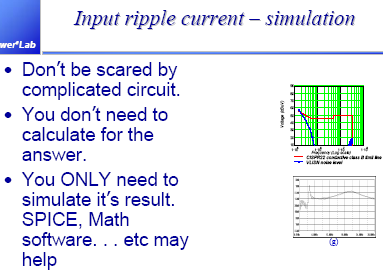 Input ripple current – simulation
wer*Lab
• Don't be scared by
complicated circuit.
• You don't need to
calculate for the
answer.
• You ONLY need to
simulate it's result.
SPICE, Math
software. . . etc may
help
Voltage (dBuV)
Frequency (Log scale)
CISPR22 conductive class B limit line
VLISN noise level
(g)